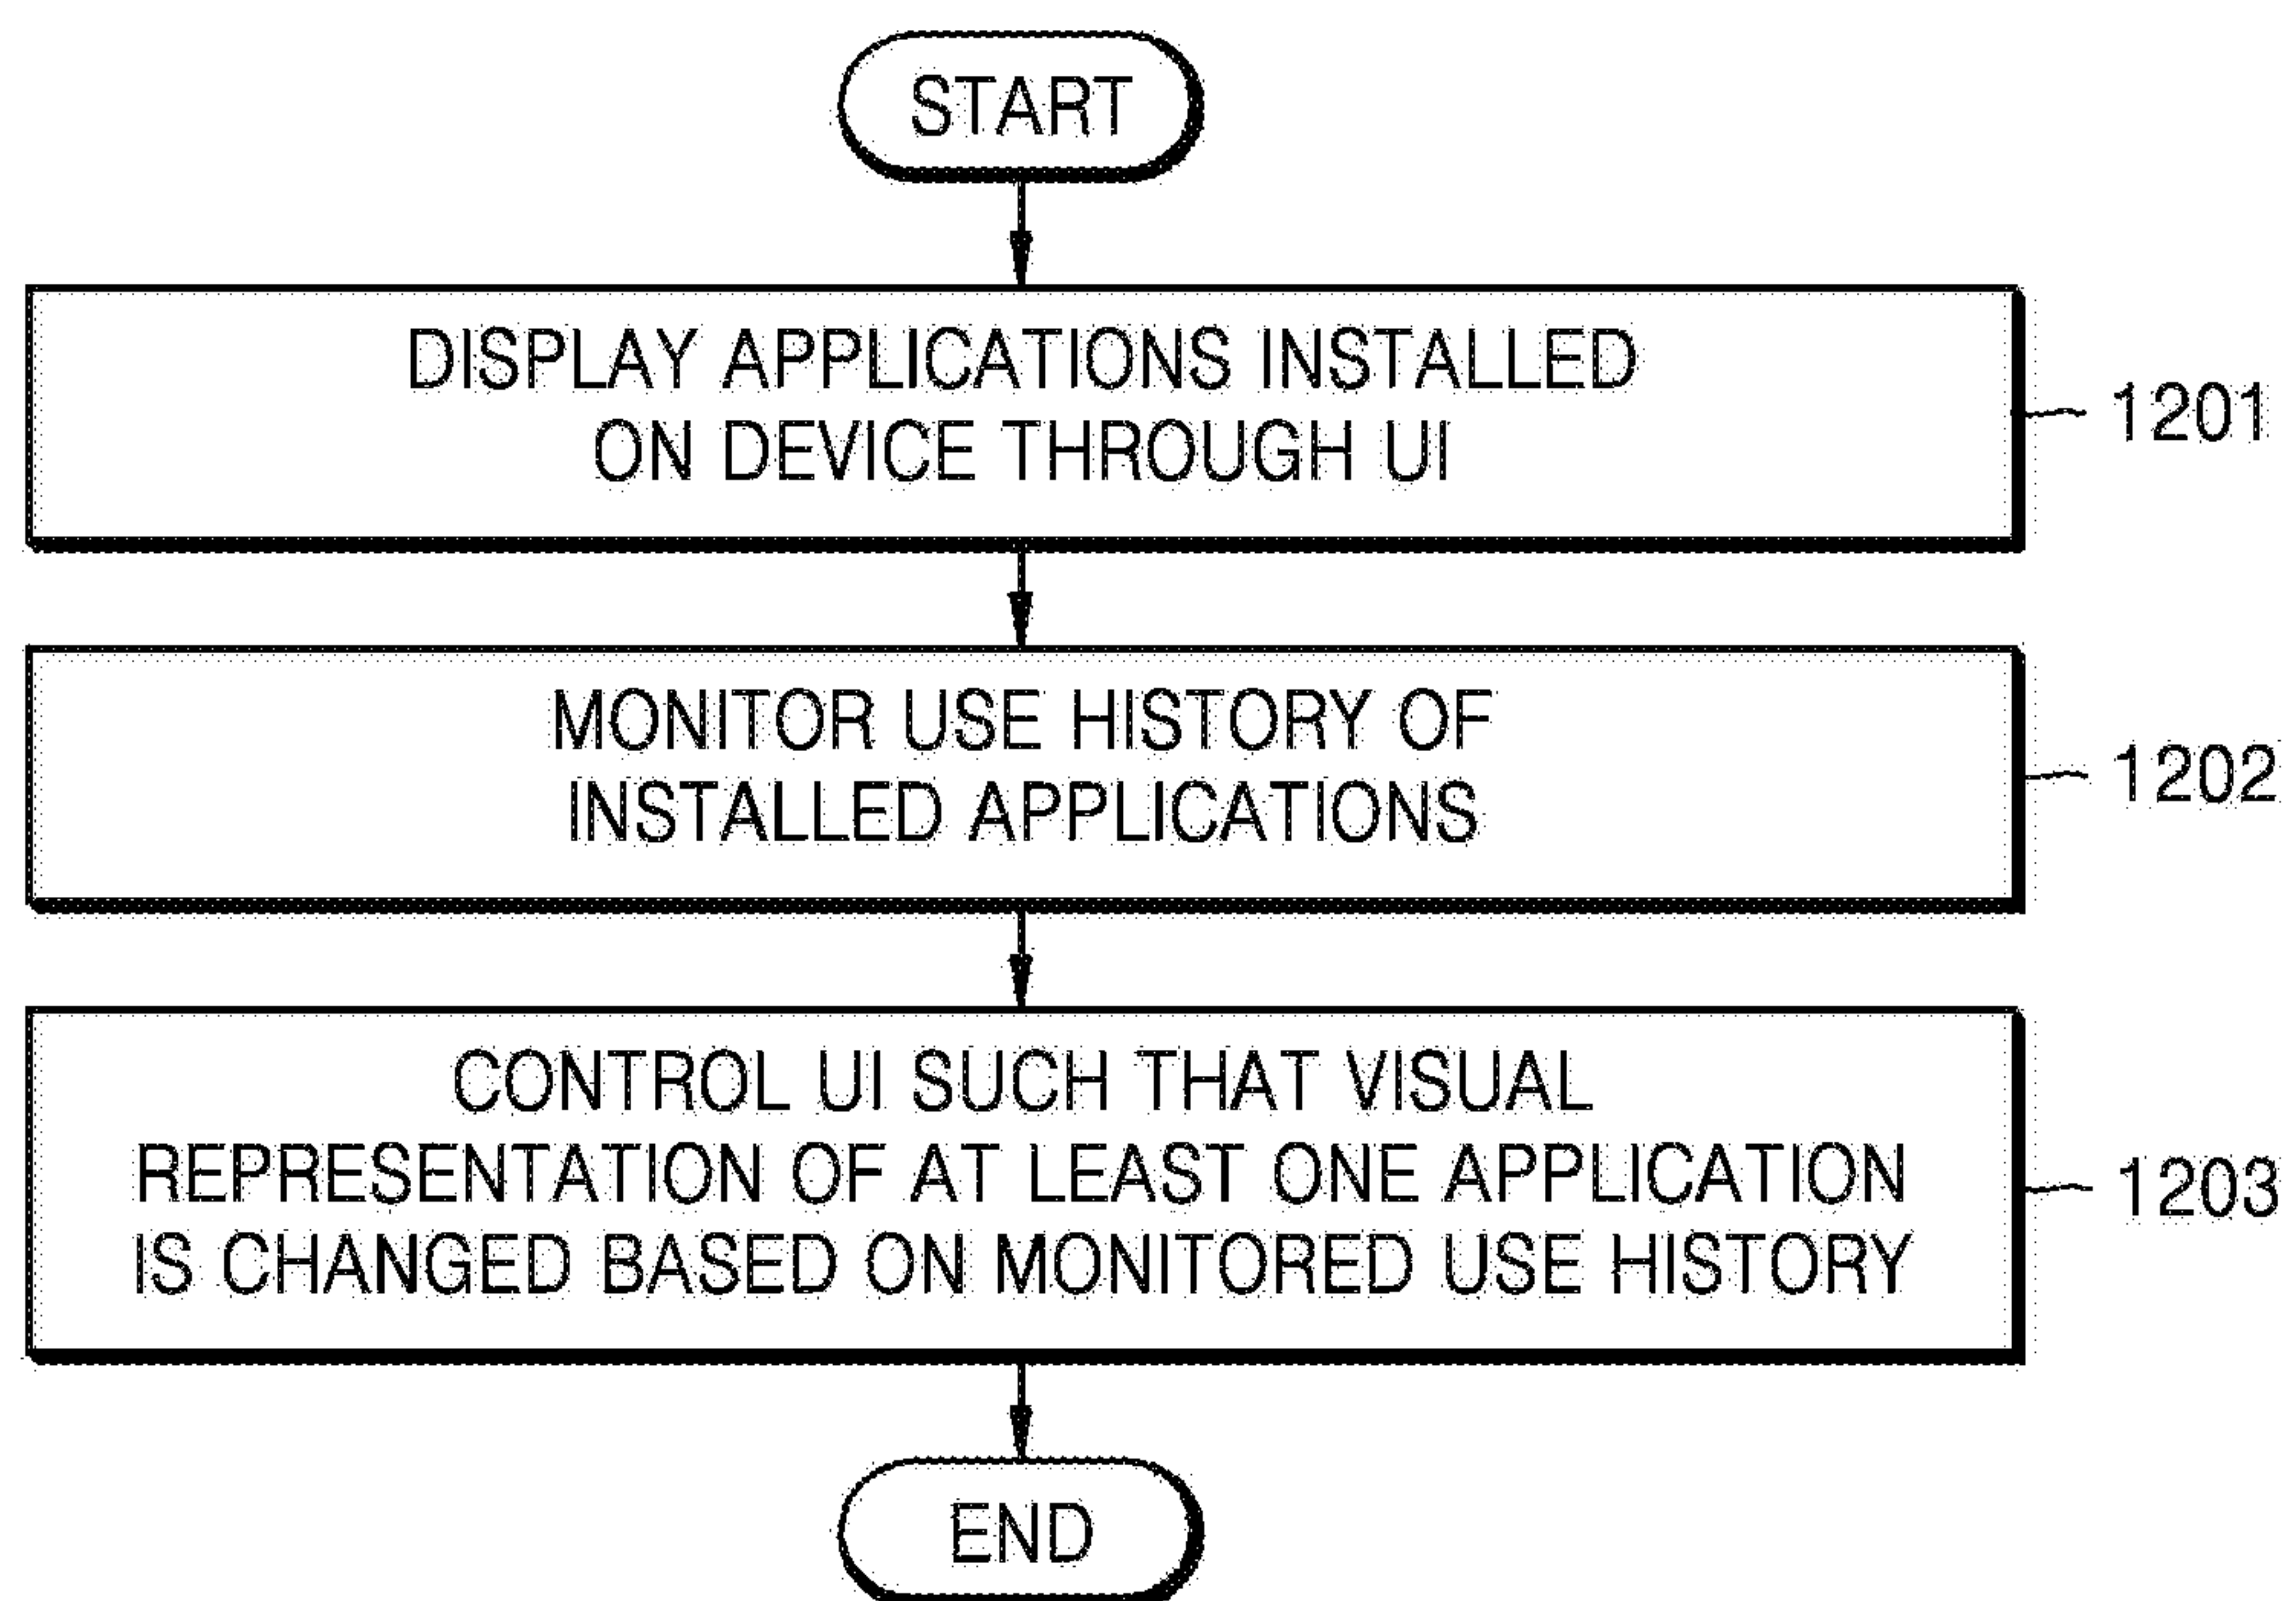 START
DISPLAY APPLICATIONS INSTALLED
ON DEVICE THROUGH UI
1201
MONITOR USE HISTORY OF
INSTALLED APPLICATIONS
1202
CONTROL UI SUCH THAT VISUAL
REPRESENTATION OF AT LEAST ONE APPLICATION
IS CHANGED BASED ON MONITORED USE HISTORY
1203
END